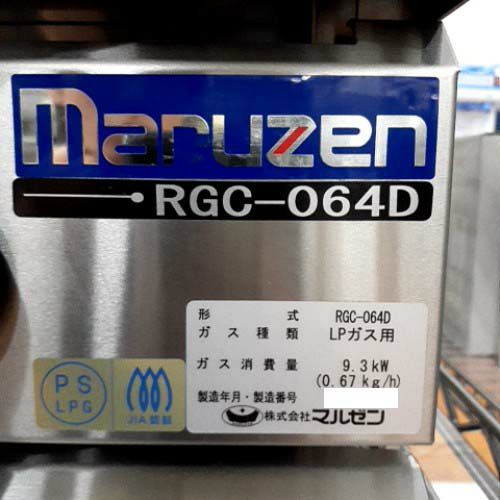 maruzen
RGC-064D
形 式 RGC-064D
ガス種類 LPガス用
ガス消費量 9.3kW
(0.67kg/h)
製造年月・製造番号
株式会社マルゼン
PS
LPG
JIA認証